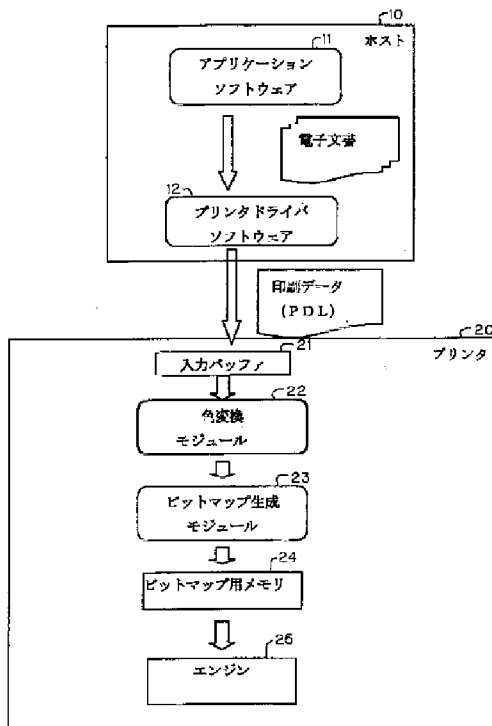 10
ホスト
11
アプリケーション
ソフトウェア
電子文書
12
プリンタドライバ
ソフトウェア
印刷データ
(PDL)
20
プリンタ
21
入力バッファ
22
色変換
モジュール
23
ビットマップ生成
モジュール
24
ビットマップ用メモリ
26
エンジン